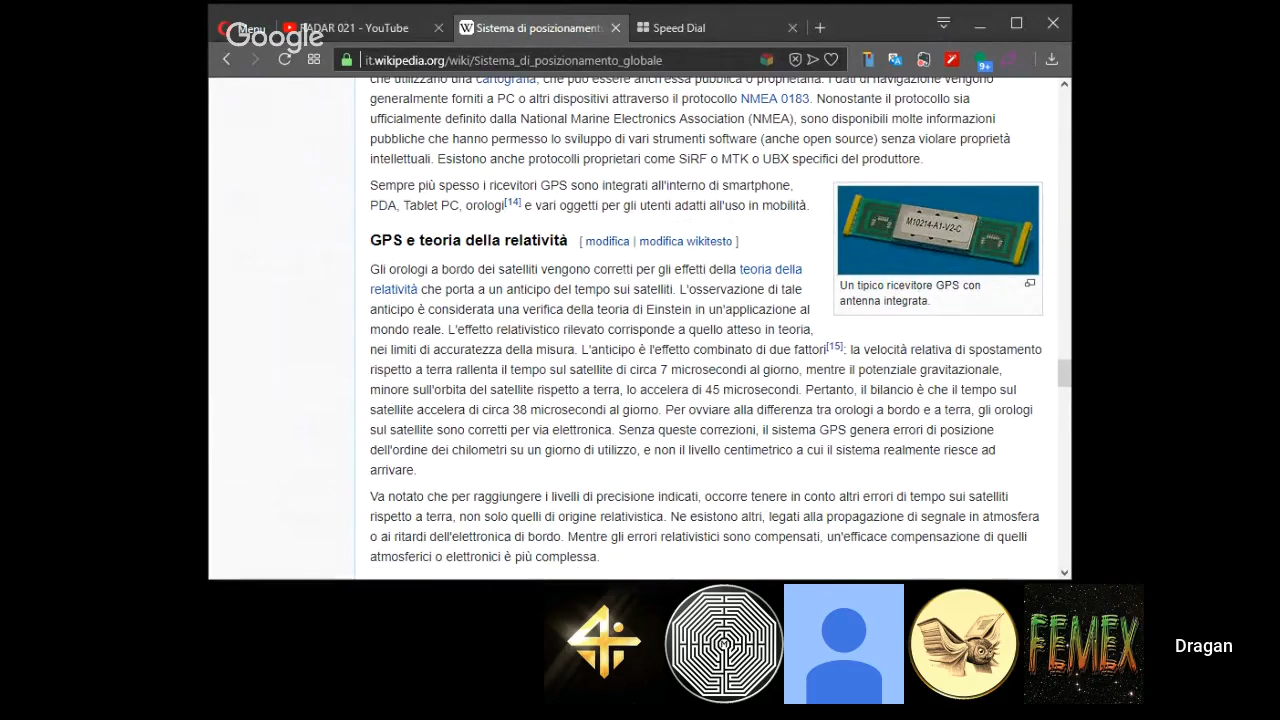 Menu
RADAR 021 - YouTube
Sistema di posizionament
Speed Dial
Google
it.wikipedia.org/wiki/Sistema_di_posizionamento_globale
9+
che utilizzano una cartografia, che può essere anch'essa pubblica o proprietaria. I dati di navigazione vengono
generalmente forniti a PC o altri dispositivi attraverso il protocollo NMEA 0183. Nonostante il protocollo sia
ufficialmente definito dalla National Marine Electronics Association (NMEA), sono disponibili molte informazioni
pubbliche che hanno permesso lo sviluppo di vari strumenti software (anche open source) senza violare proprietà
intellettuali. Esistono anche protocolli proprietari come SiRF o MTK o UBX specifici del produttore.
Sempre più spesso i ricevitori GPS sono integrati all'interno di smartphone,
PDA, Tablet PC, orologi[14] e vari oggetti per gli utenti adatti all'uso in mobilità.
M10214-A1-V2-C
Un tipico ricevitore GPS con
antenna integrata.
GPS e teoria della relatività [ modifica | modifica wikitesto ]
Gli orologi a bordo dei satelliti vengono corretti per gli effetti della teoria della
relatività che porta a un anticipo del tempo sui satelliti. L'osservazione di tale
anticipo è considerata una verifica della teoria di Einstein in un'applicazione al
mondo reale. L'effetto relativistico rilevato corrisponde a quello atteso in teoria,
nei limiti di accuratezza della misura. L'anticipo è l'effetto combinato di due fattori[15]: la velocità relativa di spostamento
rispetto a terra rallenta il tempo sul satellite di circa 7 microsecondi al giorno, mentre il potenziale gravitazionale,
minore sull'orbita del satellite rispetto a terra, lo accelera di 45 microsecondi. Pertanto, il bilancio è che il tempo sul
satellite accelera di circa 38 microsecondi al giorno. Per ovviare alla differenza tra orologi a bordo e a terra, gli orologi
sul satellite sono corretti per via elettronica. Senza queste correzioni, il sistema GPS genera errori di posizione
dell'ordine dei chilometri su un giorno di utilizzo, e non il livello centimetrico a cui il sistema realmente riesce ad
arrivare.
Va notato che per raggiungere i livelli di precisione indicati, occorre tenere in conto altri errori di tempo sui satelliti
rispetto a terra, non solo quelli di origine relativistica. Ne esistono altri, legati alla propagazione di segnale in atmosfera
o ai ritardi dell'elettronica di bordo. Mentre gli errori relativistici sono compensati, un'efficace compensazione di quelli
atmosferici o elettronici è più complessa.
M
FEMEX
Dragan